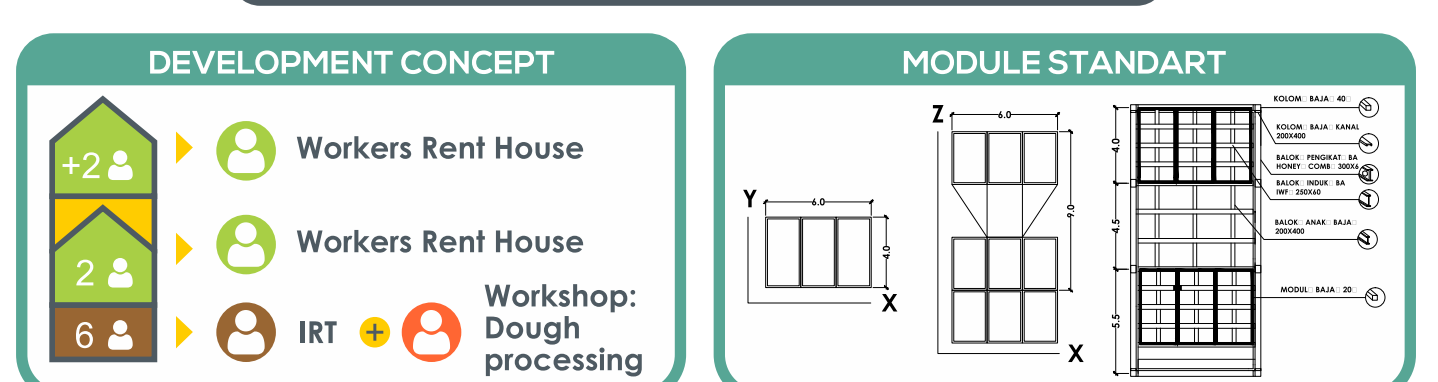 DEVELOPMENT CONCEPT
+2
Workers Rent House
2
Workers Rent House
6
IRT
+
Workshop:
Dough
processing
MODULE STANDART
Y
6.0
4.0
X
Z
6.0
9.0
X
4.0
4.5
5.5
KOLOM□ BAJA□ 40□
KOLOM□ BAJA□ KANAL
200X400
BALOK□ PENGIKAT□ BA
HONEY□ COMB□ 300X6
BALOK□ INDUK□ BA
IWF□ 250X60
BALOK□ ANAK□ BAJA□
200X400
MODUL□ BAJA□ 20□